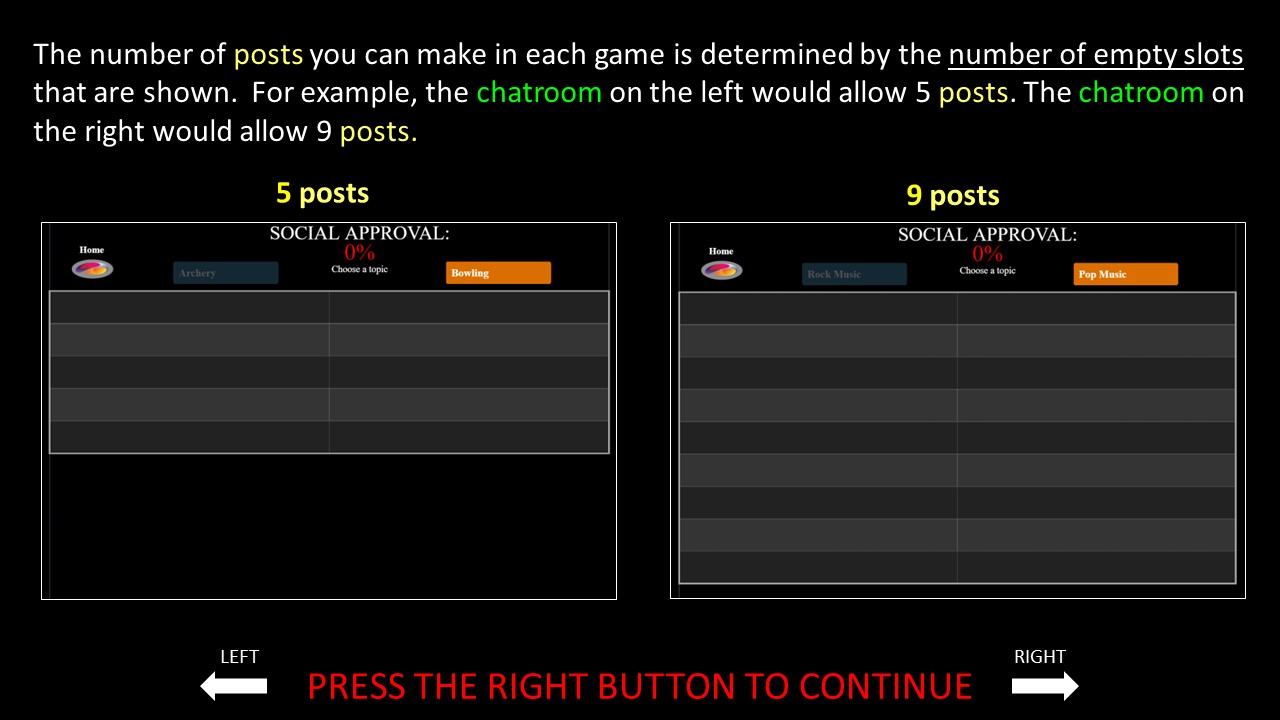 The number of posts you can make in each game is determined by the number of empty slots
that are shown.  For example, the chatroom on the left would allow 5 posts. The chatroom on
the right would allow 9 posts.
5 posts
9 posts
SOCIAL APPROVAL:
Home
0%
Archery
Choose a topic
Bowling
SOCIAL APPROVAL:
Home
0%
Rock Music
Choose a topic
Pop Music
LEFT
RIGHT
PRESS THE RIGHT BUTTON TO CONTINUE